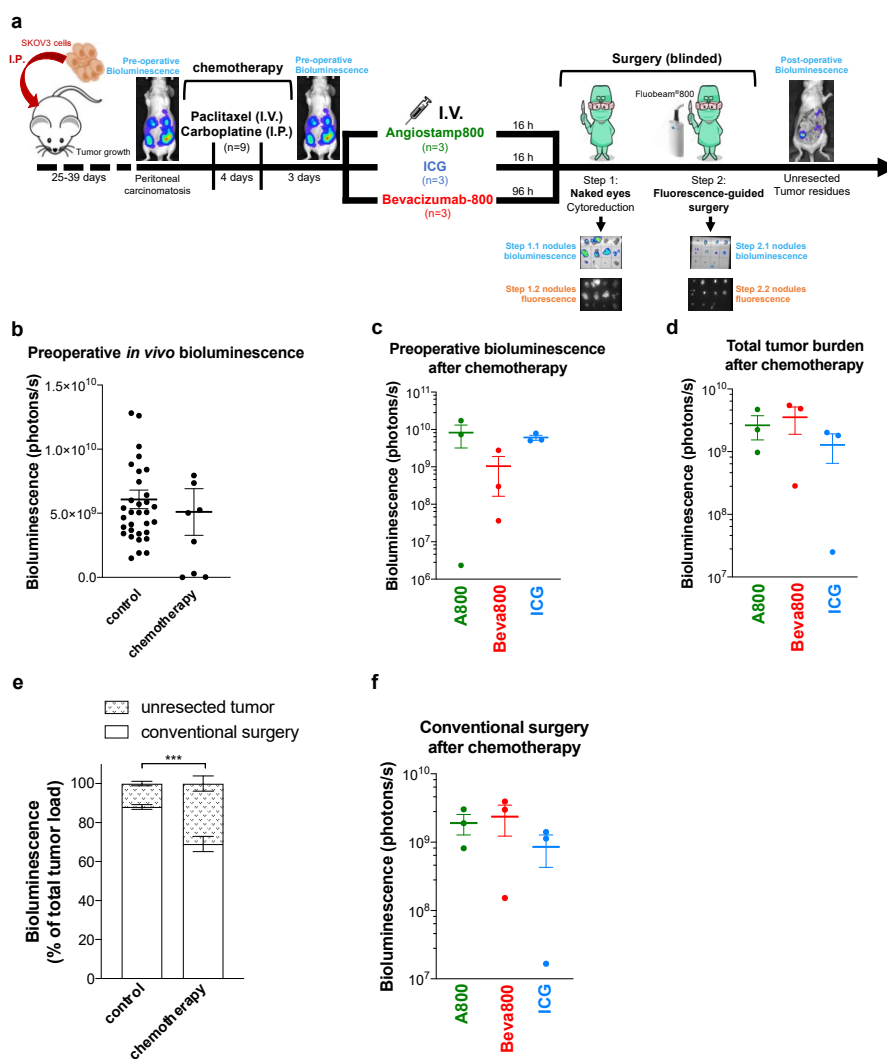 a
SKOV3 cells
I.P.
Tumor growth
25-39 days
Pre-operative
Bioluminescence
Peritoneal
carcinomatosis
chemotherapy
Paclitaxel (I.V.)
Carboplatine (I.P.)
(n=9)
4 days
3 days
Pre-operative
Bioluminescence
I.V.
Angiostamp800
(n=3)
ICG
(n=3)
Bevacizumab-800
(n=3)
16 h
16 h
96 h
Surgery (blinded)
Fluobeam®800
Step 1:
Naked eyes
Cytoreduction
Step 2:
Fluorescence-guided
surgery
Post-operative
Bioluminescence
Unresected
Tumor residues
Step 1.1 nodules
bioluminescence
Step 1.2 nodules
fluorescence
Step 2.1 nodules
bioluminescence
Step 2.2 nodules
fluorescence
b
Preoperative in vivo bioluminescence
Bioluminescence (photons/s)
1.5×10¹⁰
1.0×10¹⁰
5.0×10⁹
0.0
control
chemotherapy
c
Preoperative bioluminescence
after chemotherapy
Bioluminescence (photons/s)
10¹¹
10¹⁰
10⁹
10⁸
10⁷
10⁶
A800
Beva800
ICG
d
Total tumor burden
after chemotherapy
Bioluminescence (photons/s)
10¹⁰
10⁹
10⁸
10⁷
A800
Beva800
ICG
e
unresected tumor
conventional surgery
Bioluminescence
(% of total tumor load)
***
100
80
60
40
20
0
control
chemotherapy
f
Conventional surgery
after chemotherapy
Bioluminescence (photons/s)
10¹⁰
10⁹
10⁸
10⁷
A800
Beva800
ICG